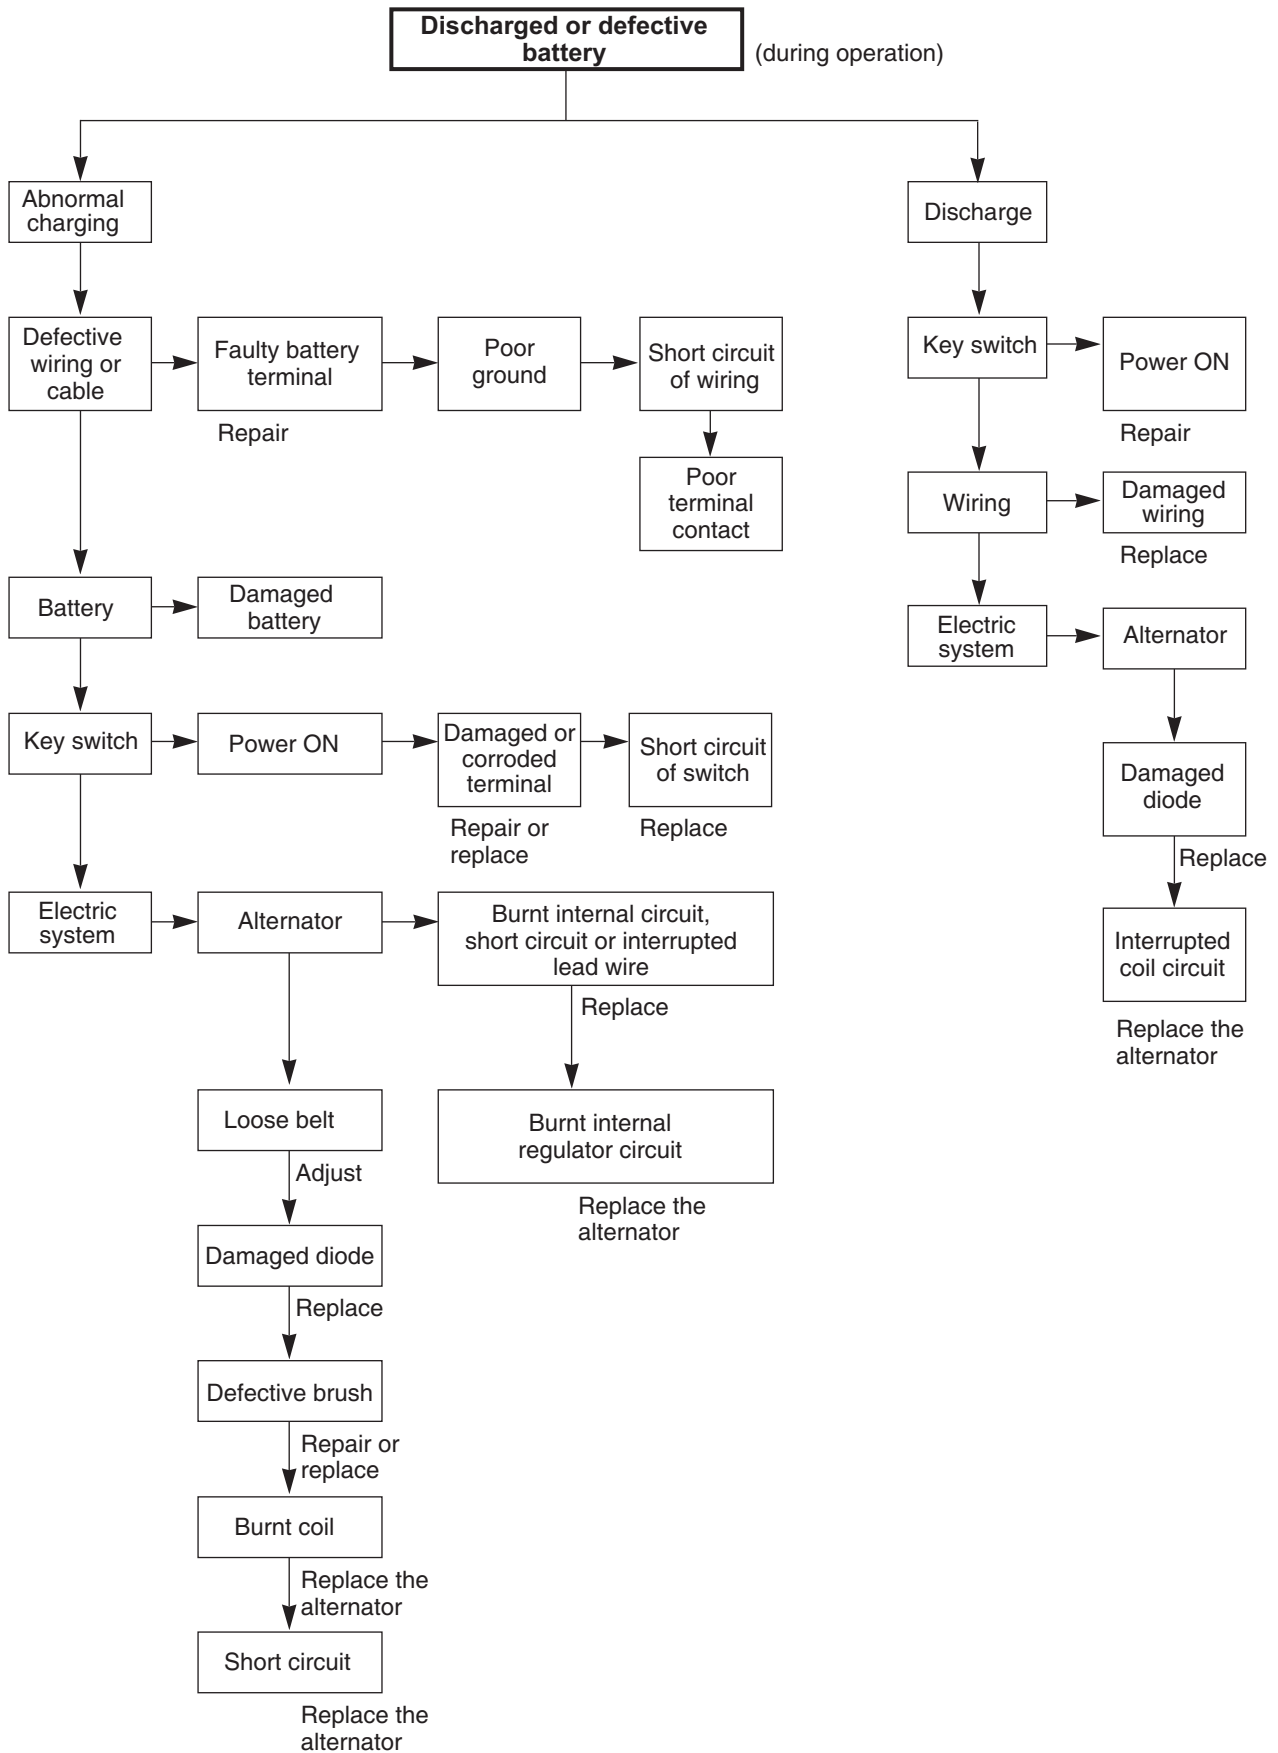 Discharged or defective
battery
(during operation)
Abnormal
charging
Discharge
Defective
wiring or
cable
Faulty battery
terminal
Repair
Poor
ground
Short circuit
of wiring
Key switch
Power ON
Repair
Poor
terminal
contact
Wiring
Damaged
wiring
Replace
Battery
Damaged
battery
Electric
system
Alternator
Key switch
Power ON
Damaged or
corroded
terminal
Repair or
replace
Short circuit
of switch
Replace
Damaged
diode
Replace
Electric
system
Alternator
Burnt internal circuit,
short circuit or interrupted
lead wire
Replace
Interrupted
coil circuit
Replace the
alternator
Loose belt
Adjust
Burnt internal
regulator circuit
Replace the
alternator
Damaged diode
Replace
Defective brush
Repair or
replace
Burnt coil
Replace the
alternator
Short circuit
Replace the
alternator